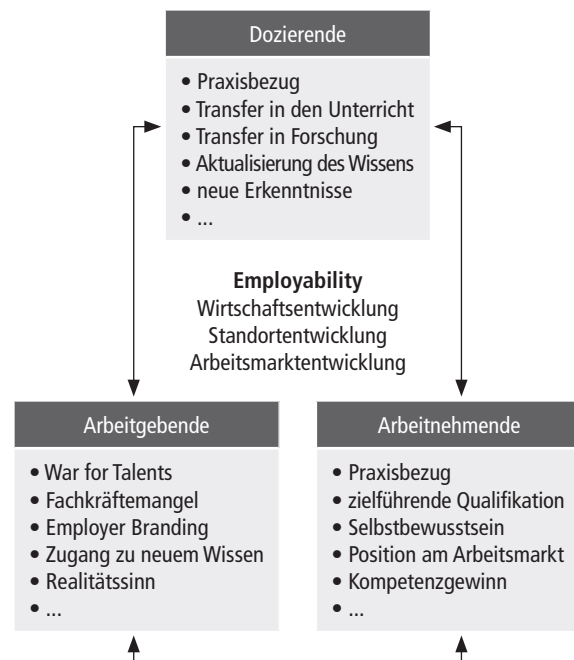 Dozierende
• Praxisbezug
• Transfer in den Unterricht
• Transfer in Forschung
• Aktualisierung des Wissens
• neue Erkenntnisse
• ...
Employability
Wirtschaftsentwicklung
Standortentwicklung
Arbeitsmarktentwicklung
Arbeitgebende
• War for Talents
• Fachkräftemangel
• Employer Branding
• Zugang zu neuem Wissen
• Realitätssinn
• ...
Arbeitnehmende
• Praxisbezug
• zielführende Qualifikation
• Selbstbewusstsein
• Position am Arbeitsmarkt
• Kompetenzgewinn
• ...